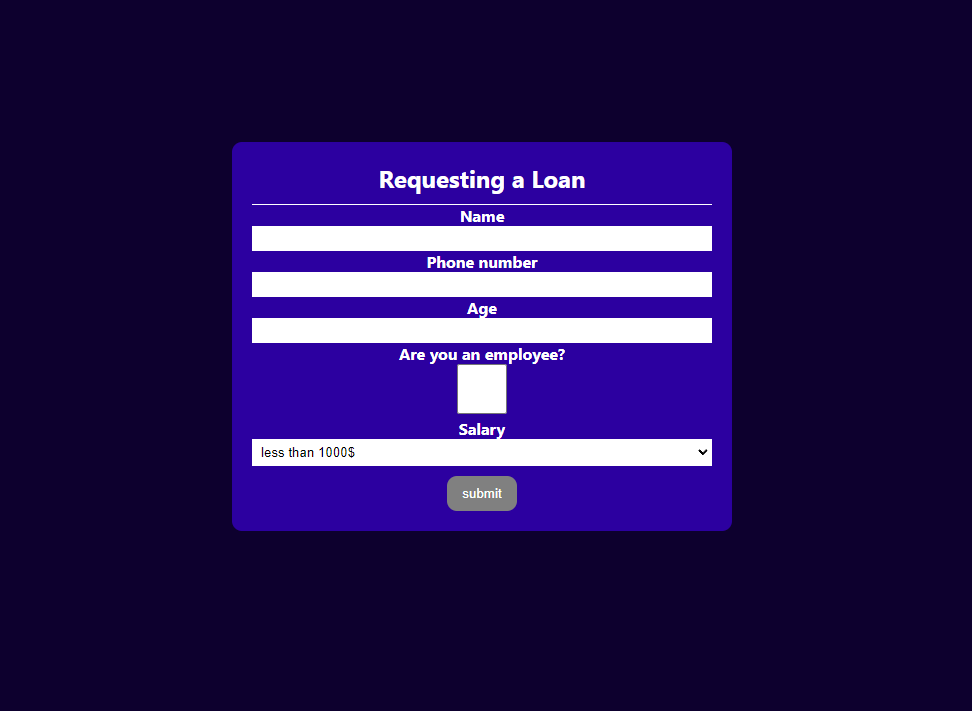 Requesting a Loan
Name
Phone number
Age
Are you an employee?
Salary
less than 1000$
submit